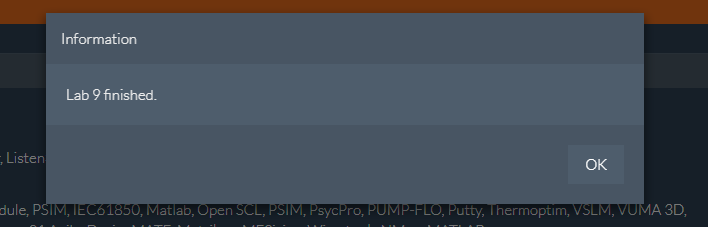 Information
Lab 9 finished.
, Listen
OK
dule, PSIM, IEC61850, Matlab, Open SCL, PSIM, PsycPro, PUMP-FLO, Putty, Thermoptim, VSLM, VUMA 3D,